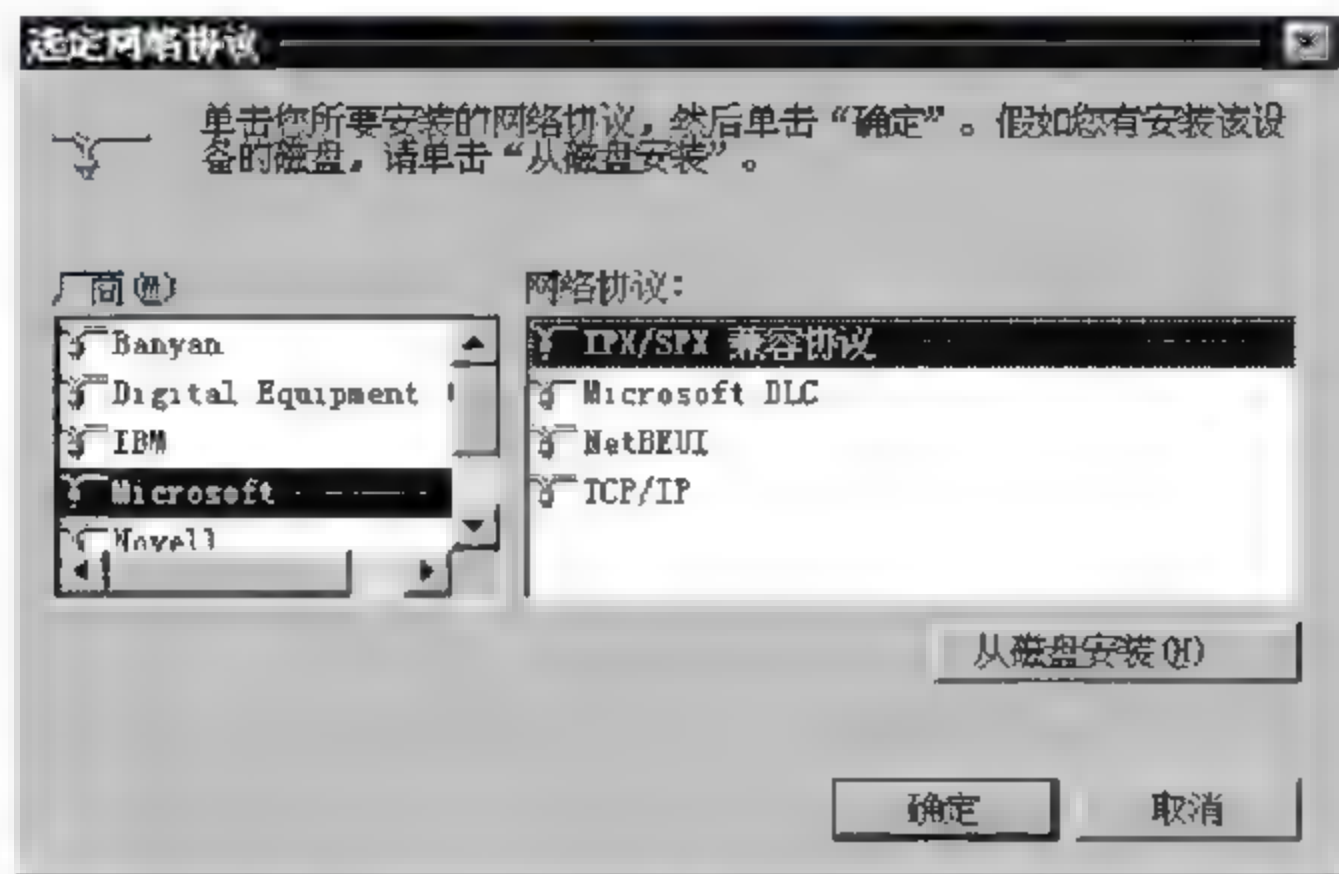 选定网络协议
单击您所要安装的网络协议，然后单击“确定”。假如您有安装该设
备的磁盘，请单击“从磁盘安装”。
厂商(M)
网络协议：
Banyan
Digital Equipment
IBM
Microsoft
Novell
IPX/SPX 兼容协议
Microsoft DLC
NetBEUI
TCP/IP
从磁盘安装(H)
确定
取消